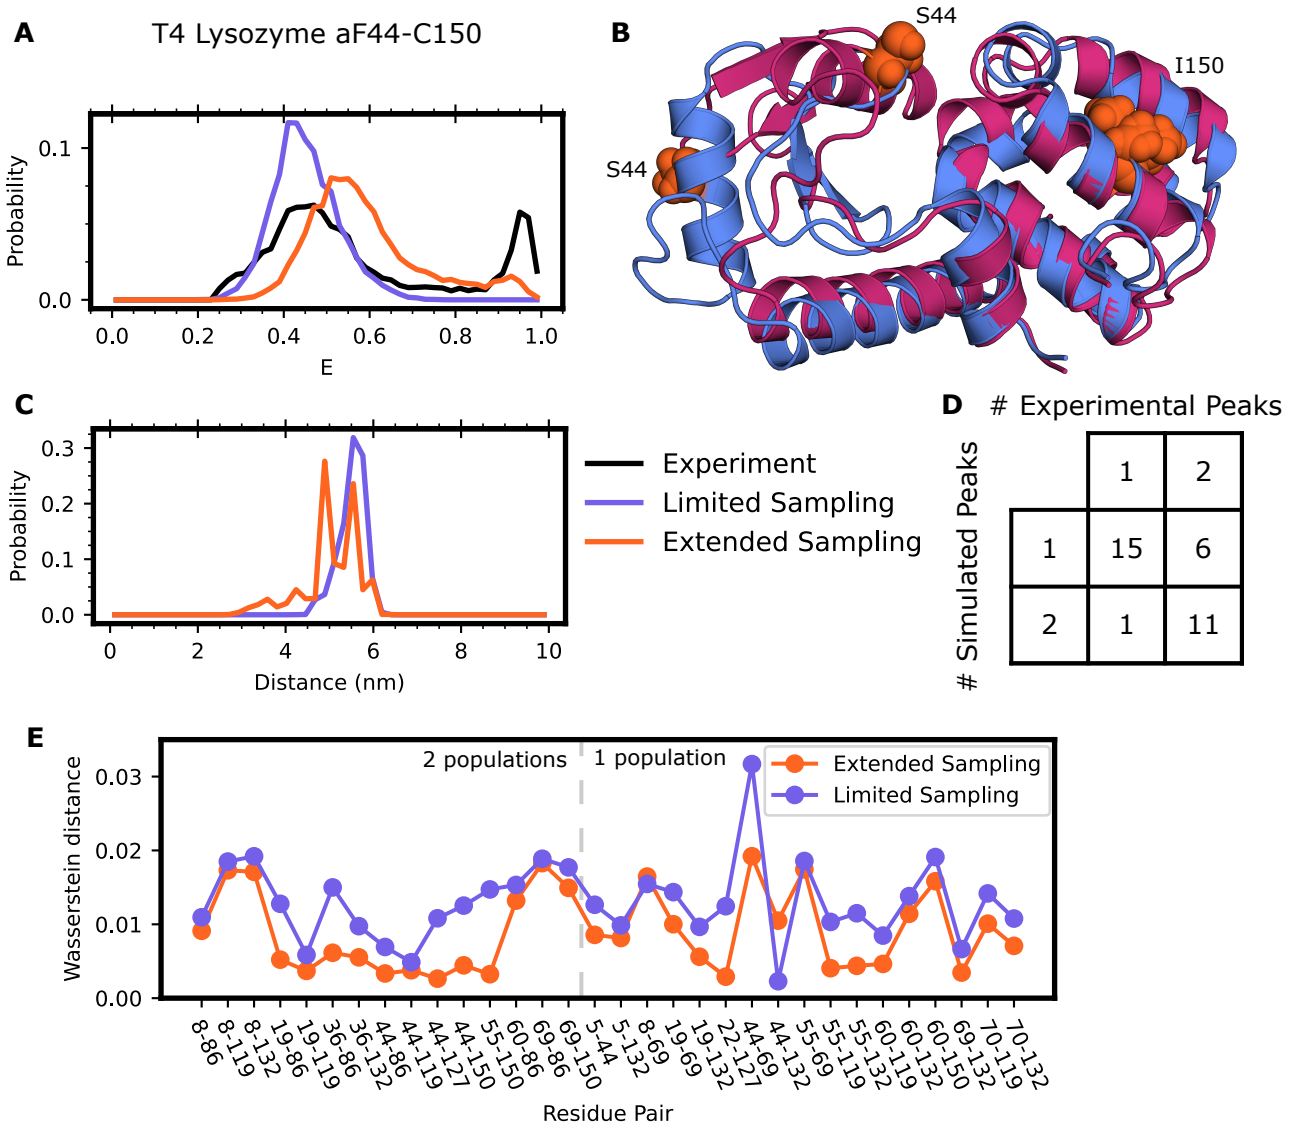 A
T4 Lysozyme aF44-C150
Probability
0.1
0.0
0.0 0.2 0.4 0.6 0.8 1.0
E
B
S44
I150
S44
C
Probability
0.3
0.2
0.1
0.0
0 2 4 6 8 10
Distance (nm)
Experiment
Limited Sampling
Extended Sampling
D
# Experimental Peaks
# Simulated Peaks
1 2
1 15 6
2 1 11
E
2 populations
1 population
Extended Sampling
Limited Sampling
Wasserstein distance
0.03
0.02
0.01
0.00
8-86
8-119
8-132
19-86
19-119
36-86
36-132
44-86
44-119
44-127
44-150
55-150
60-86
69-86
69-150
5-44
5-132
8-69
19-69
19-132
22-127
44-69
44-132
55-69
55-119
55-132
60-119
60-132
60-150
69-132
70-119
70-132
Residue Pair